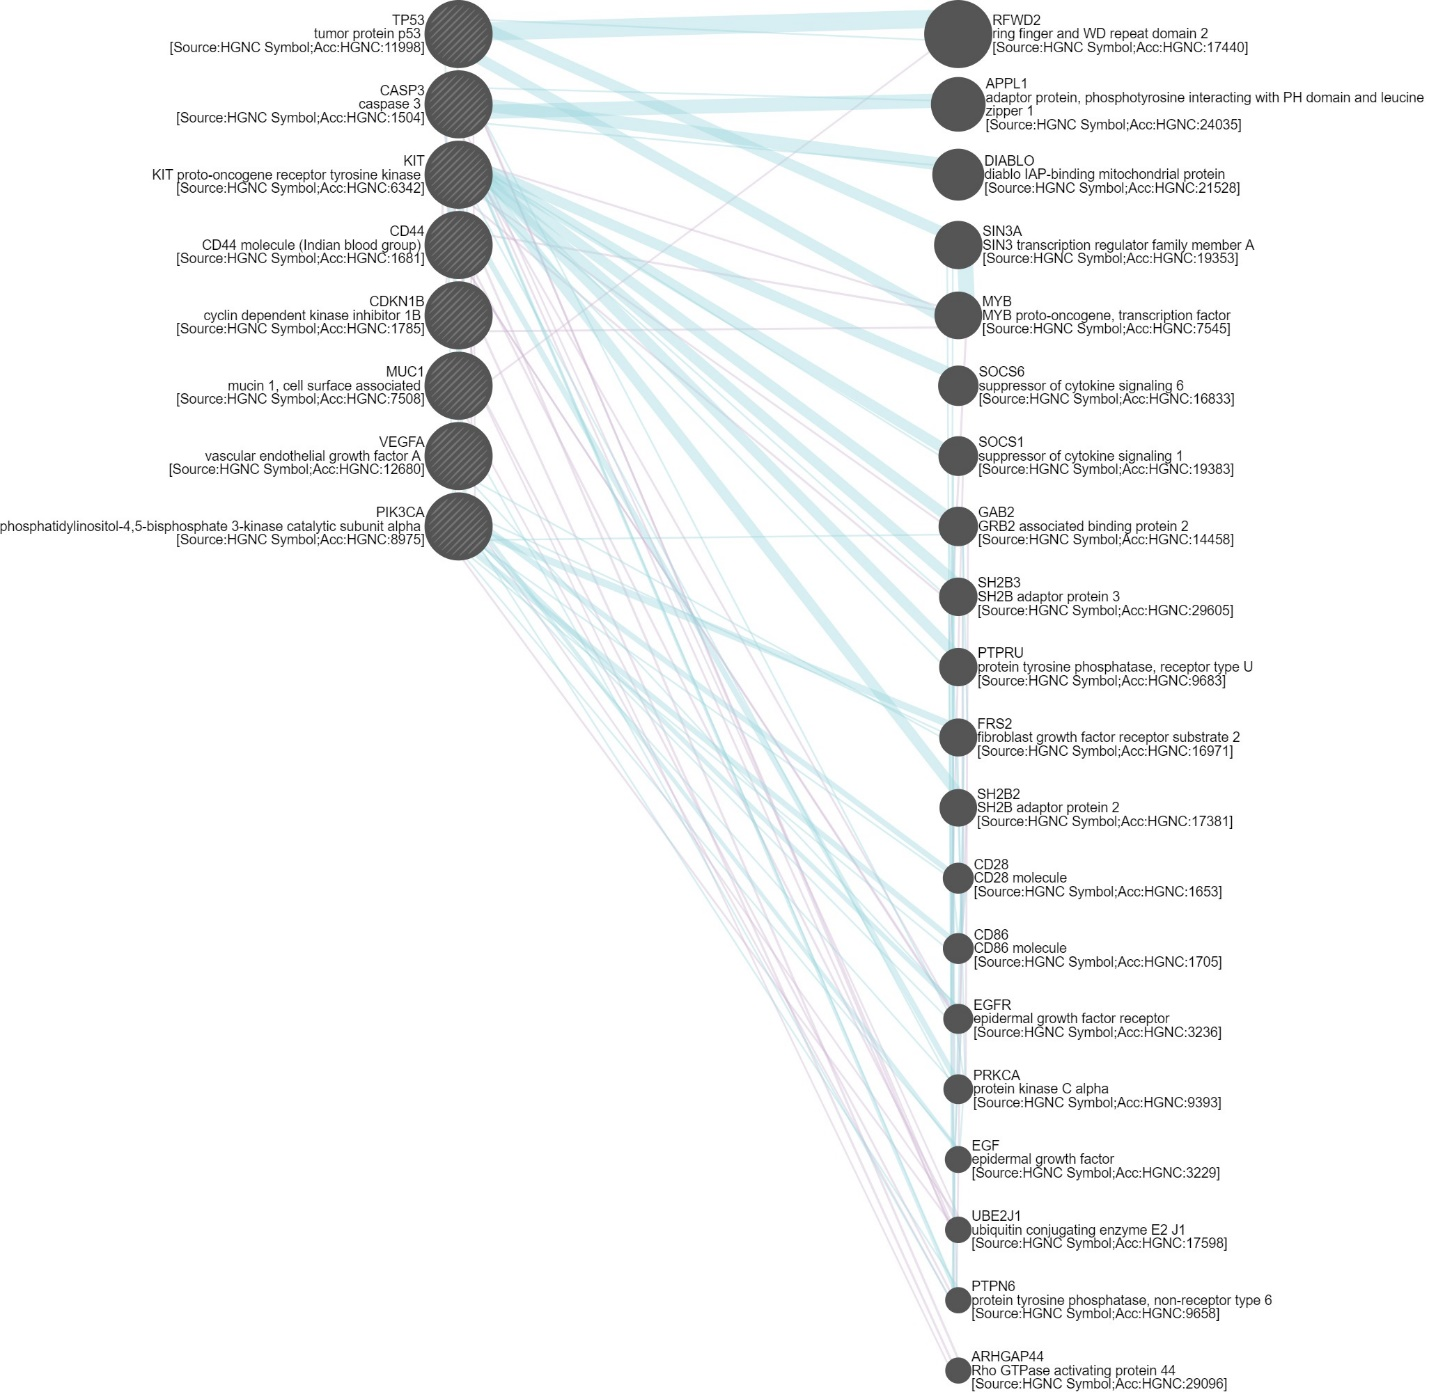 TP53
tumor protein p53
[Source:HGNC Symbol;Acc:HGNC:11998]
CASP3
caspase 3
[Source:HGNC Symbol;Acc:HGNC:1504]
KIT
KIT proto-oncogene receptor tyrosine kinase
[Source:HGNC Symbol;Acc:HGNC:6342]
CD44
CD44 molecule (Indian blood group)
[Source:HGNC Symbol;Acc:HGNC:1681]
CDKN1B
cyclin dependent kinase inhibitor 1B
[Source:HGNC Symbol;Acc:HGNC:1785]
MUC1
mucin 1, cell surface associated
[Source:HGNC Symbol;Acc:HGNC:7508]
VEGFA
vascular endothelial growth factor A
[Source:HGNC Symbol;Acc:HGNC:12680]
PIK3CA
phosphatidylinositol-4,5-bisphosphate 3-kinase catalytic subunit alpha
[Source:HGNC Symbol;Acc:HGNC:8975]
RFWD2
ring finger and WD repeat domain 2
[Source:HGNC Symbol;Acc:HGNC:17440]
APPL1
adaptor protein, phosphotyrosine interacting with PH domain and leucine
zipper 1
[Source:HGNC Symbol;Acc:HGNC:24035]
DIABLO
diablo IAP-binding mitochondrial protein
[Source:HGNC Symbol;Acc:HGNC:21528]
SIN3A
SIN3 transcription regulator family member A
[Source:HGNC Symbol;Acc:HGNC:19353]
MYB
MYB proto-oncogene, transcription factor
[Source:HGNC Symbol;Acc:HGNC:7545]
SOCS6
suppressor of cytokine signaling 6
[Source:HGNC Symbol;Acc:HGNC:16833]
SOCS1
suppressor of cytokine signaling 1
[Source:HGNC Symbol;Acc:HGNC:19383]
GAB2
GRB2 associated binding protein 2
[Source:HGNC Symbol;Acc:HGNC:14458]
SH2B3
SH2B adaptor protein 3
[Source:HGNC Symbol;Acc:HGNC:29605]
PTPRU
protein tyrosine phosphatase, receptor type U
[Source:HGNC Symbol;Acc:HGNC:9683]
FRS2
fibroblast growth factor receptor substrate 2
[Source:HGNC Symbol;Acc:HGNC:16971]
SH2B2
SH2B adaptor protein 2
[Source:HGNC Symbol;Acc:HGNC:17381]
CD28
CD28 molecule
[Source:HGNC Symbol;Acc:HGNC:1653]
CD86
CD86 molecule
[Source:HGNC Symbol;Acc:HGNC:1705]
EGFR
epidermal growth factor receptor
[Source:HGNC Symbol;Acc:HGNC:3236]
PRKCA
protein kinase C alpha
[Source:HGNC Symbol;Acc:HGNC:9393]
EGF
epidermal growth factor
[Source:HGNC Symbol;Acc:HGNC:3229]
UBE2J1
ubiquitin conjugating enzyme E2 J1
[Source:HGNC Symbol;Acc:HGNC:17598]
PTPN6
protein tyrosine phosphatase, non-receptor type 6
[Source:HGNC Symbol;Acc:HGNC:9658]
ARHGAP44
Rho GTPase activating protein 44
[Source:HGNC Symbol;Acc:HGNC:29096]